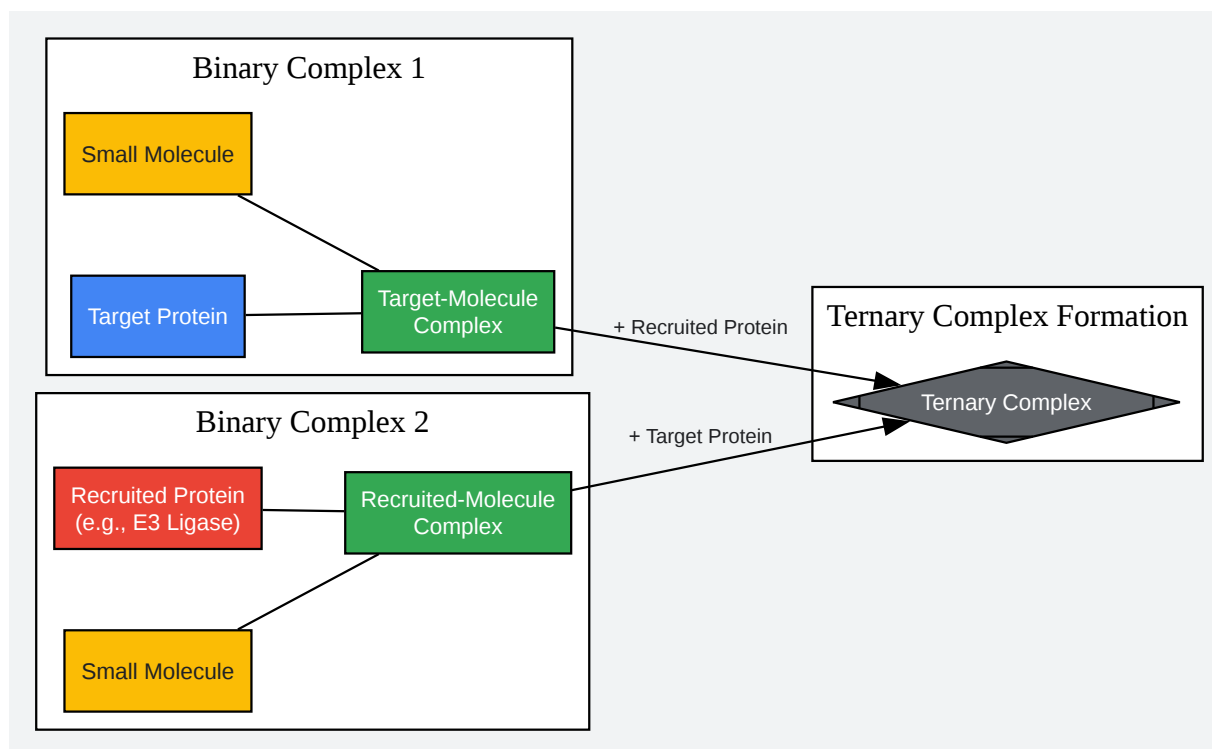 Binary Complex 1
Small Molecule
Target Protein
Target-Molecule
Complex
+ Recruited Protein
Binary Complex 2
Recruited Protein
(e.g., E3 Ligase)
Recruited-Molecule
Complex
Small Molecule
+ Target Protein
Ternary Complex Formation
Ternary Complex